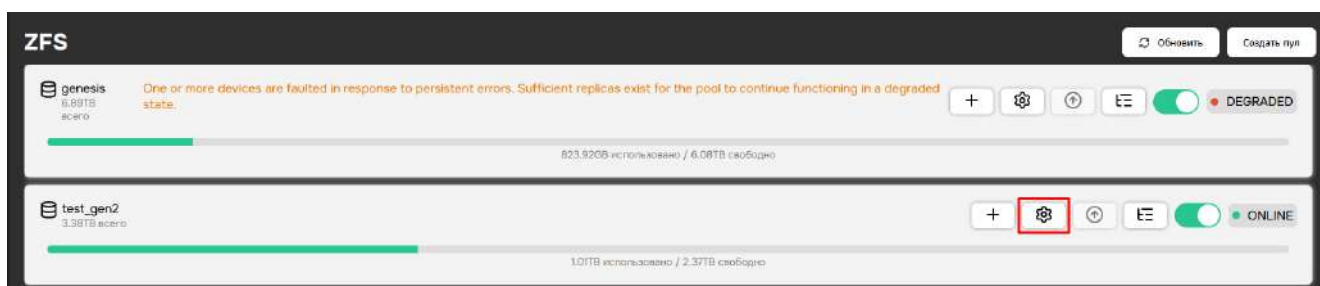 ZFS
Обновить
Создать пул
genesis
6.89TB
всего
One or more devices are faulted in response to persistent errors. Sufficient replicas exist for the pool to continue functioning in a degraded
state.
DEGRADED
823.92GB использовано / 6.08TB свободно
test_gen2
3.38TB всего
ONLINE
1.01TB использовано / 2.37TB свободно